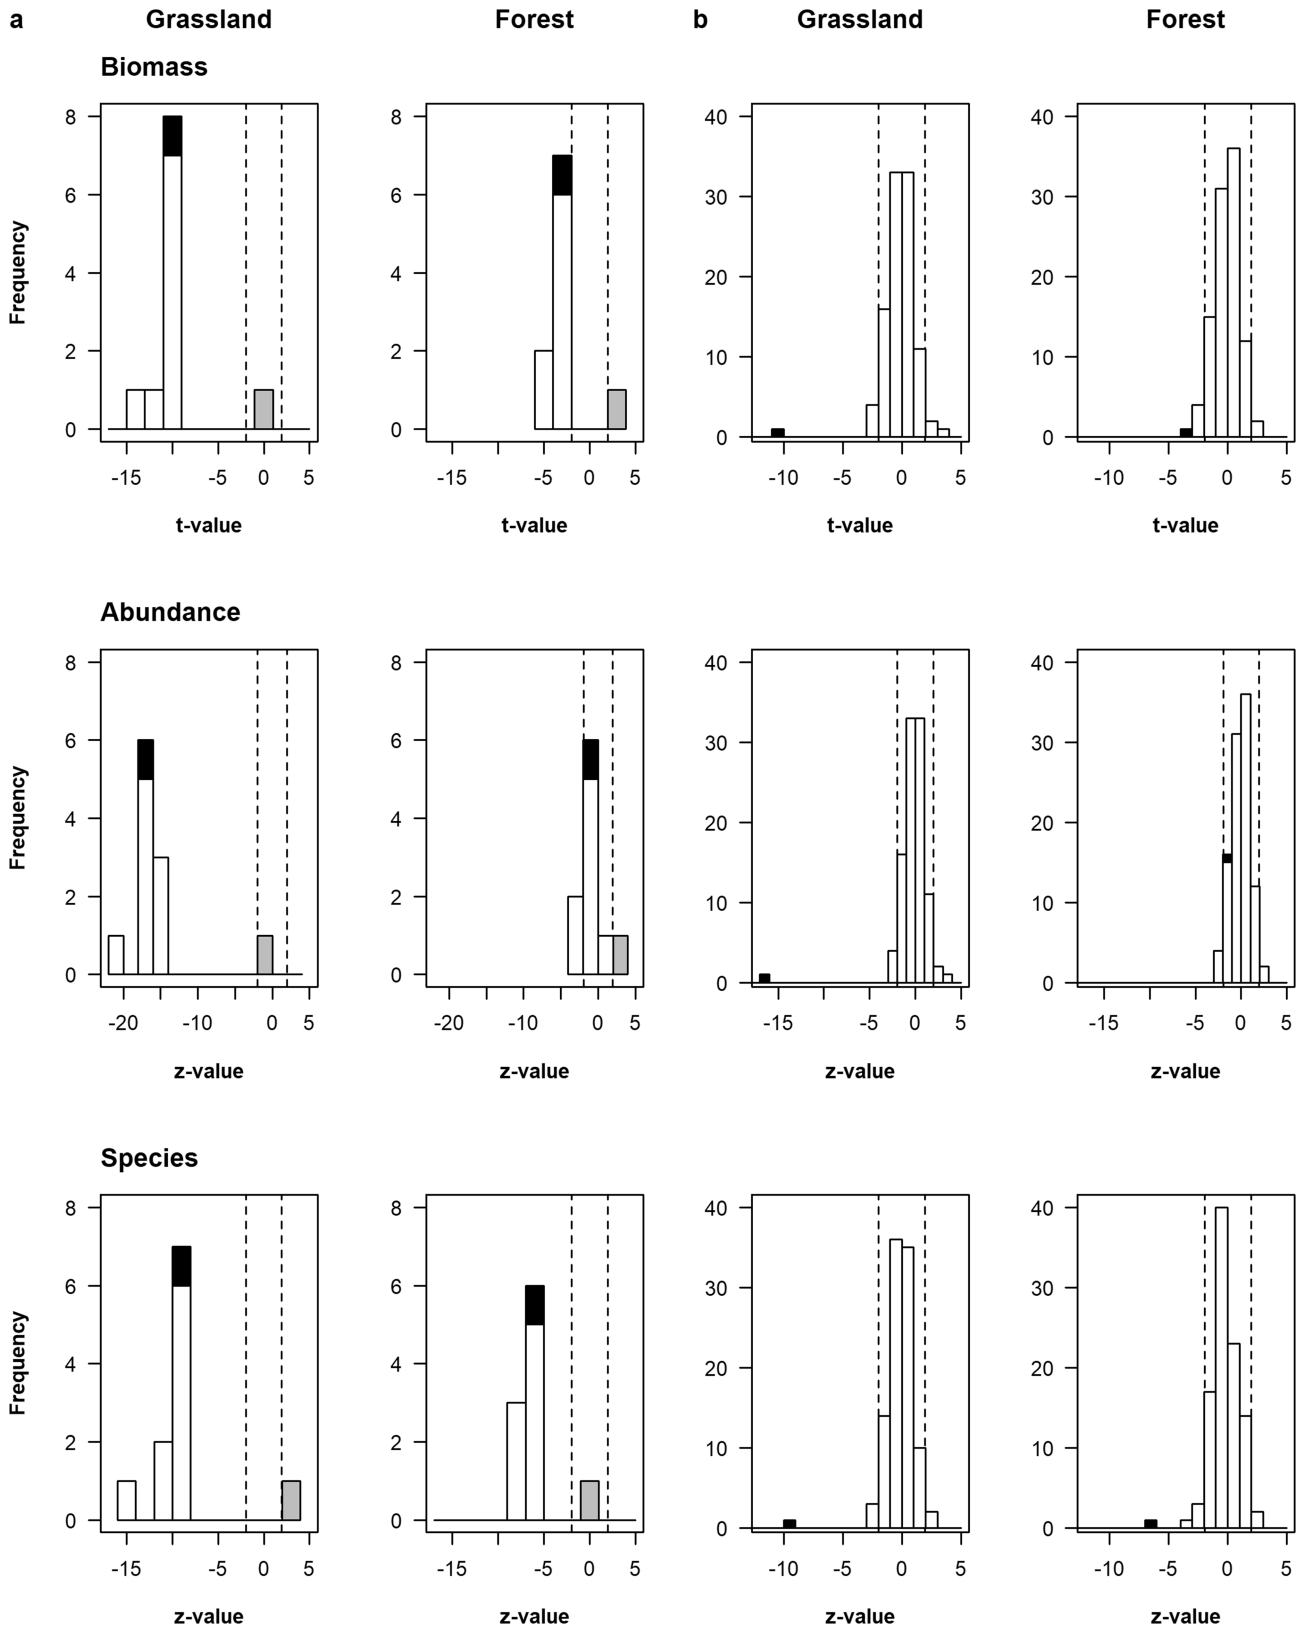 a Grassland Forest b Grassland Forest
Biomass
8 8 40 40
6 6 30 30
4 4 20 20
2 2 10 10
0 0 0 0
Frequency
-15 -5 0 5 -15 -5 0 5 -10 -5 0 5 -10 -5 0 5
t-value t-value t-value t-value
Abundance
8 8 40 40
6 6 30 30
4 4 20 20
2 2 10 10
0 0 0 0
Frequency
-20 -10 0 5 -20 -10 0 5 -15 -5 0 5 -15 -5 0 5
z-value z-value z-value z-value
Species
8 8 40 40
6 6 30 30
4 4 20 20
2 2 10 10
0 0 0 0
Frequency
-15 -5 0 5 -15 -5 0 5 -10 -5 0 5 -10 -5 0 5
z-value z-value z-value z-value